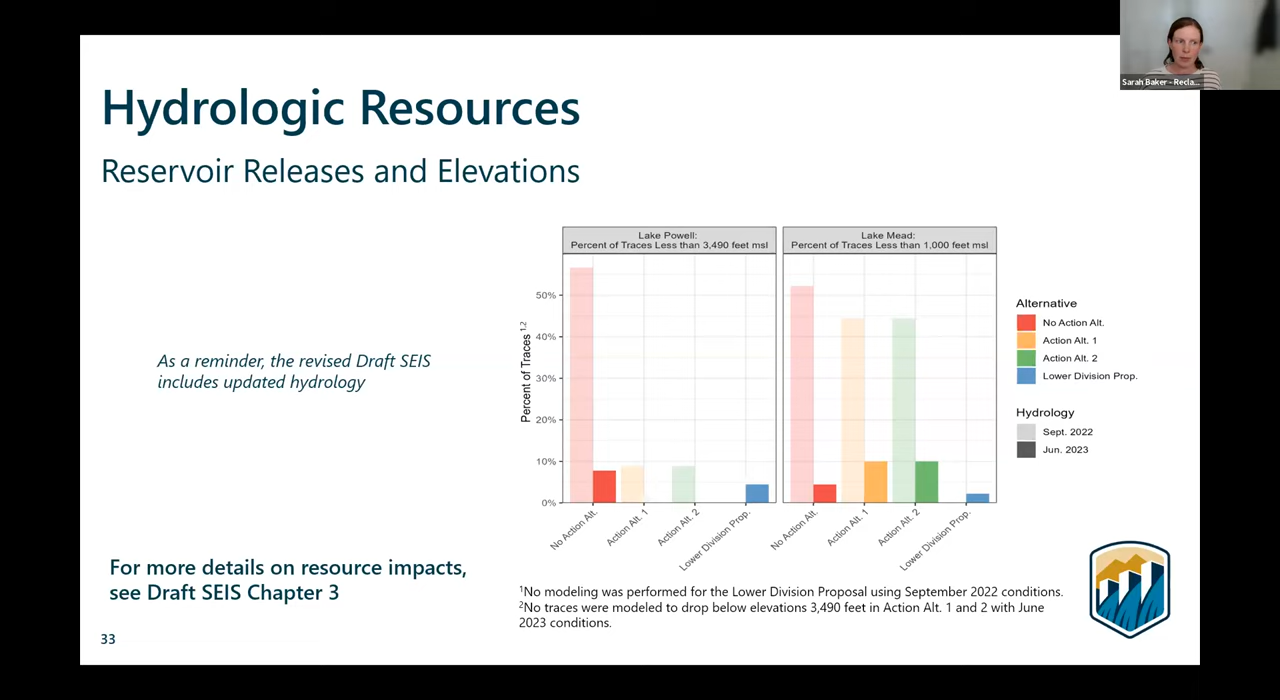 Sarah Baker - Recla...
Hydrologic Resources
Reservoir Releases and Elevations
As a reminder, the revised Draft SEIS
includes updated hydrology
For more details on resource impacts,
see Draft SEIS Chapter 3
33
Lake Powell:
Percent of Traces Less than 3,490 feet msl
Lake Mead:
Percent of Traces Less than 1,000 feet msl
Percent of Traces 1,2
50%
40%
30%
20%
10%
0%
No Action Alt.
Action Alt. 1
Action Alt. 2
Lower Division Prop.
No Action Alt.
Action Alt. 1
Action Alt. 2
Lower Division Prop.
Alternative
No Action Alt.
Action Alt. 1
Action Alt. 2
Lower Division Prop.
Hydrology
Sept. 2022
Jun. 2023
1No modeling was performed for the Lower Division Proposal using September 2022 conditions.
2No traces were modeled to drop below elevations 3,490 feet in Action Alt. 1 and 2 with June
2023 conditions.